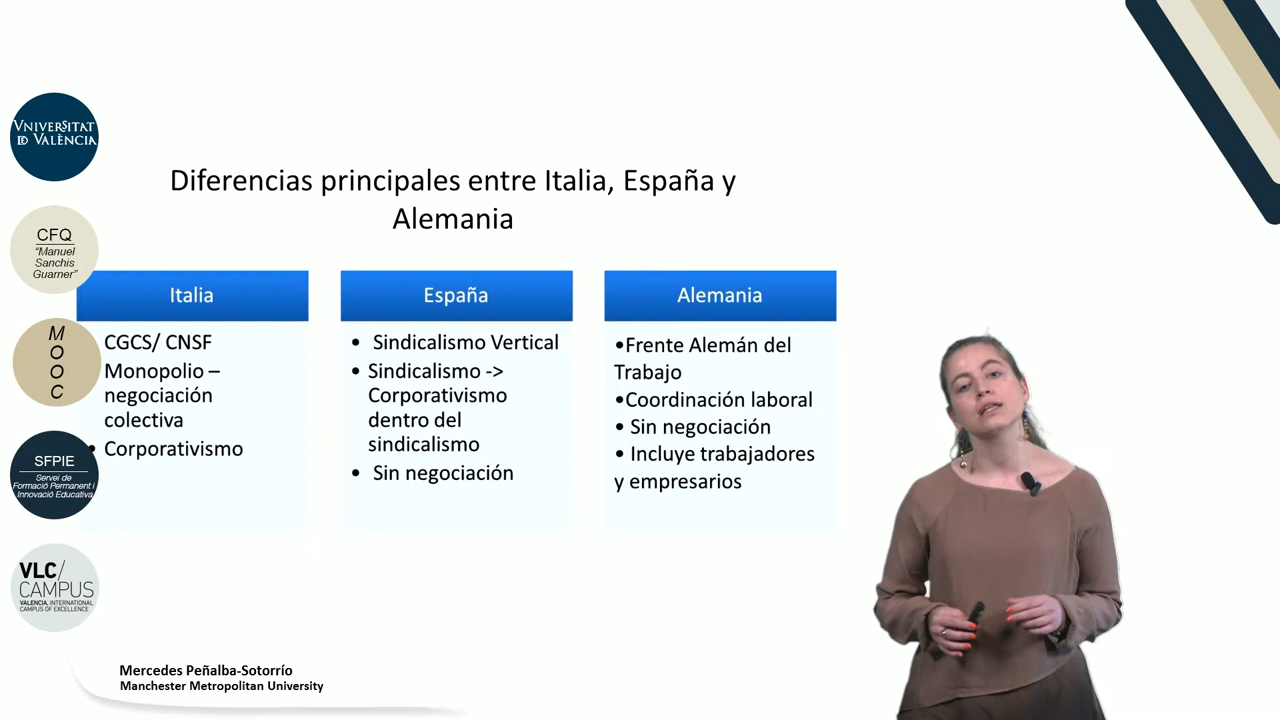 VNIVERSITAT
ID VALÈNCIA
CFQ
"Manuel
Sanchis
Guarner"
M
O
O
C
SFPIE
Servei de
Formació Permanent i
Innovació Educativa
VLC/
CAMPUS
VALENCIA, INTERNATIONAL
CAMPUS OF EXCELLENCE
Diferencias principales entre Italia, España y
Alemania
Italia
CGCS/ CNSF
Monopolio –
negociación
colectiva
• Corporativismo
España
• Sindicalismo Vertical
• Sindicalismo ->
Corporativismo
dentro del
sindicalismo
• Sin negociación
Alemania
•Frente Alemán del
Trabajo
•Coordinación laboral
• Sin negociación
• Incluye trabajadores
y empresarios
Mercedes Peñalba-Sotorrío
Manchester Metropolitan University